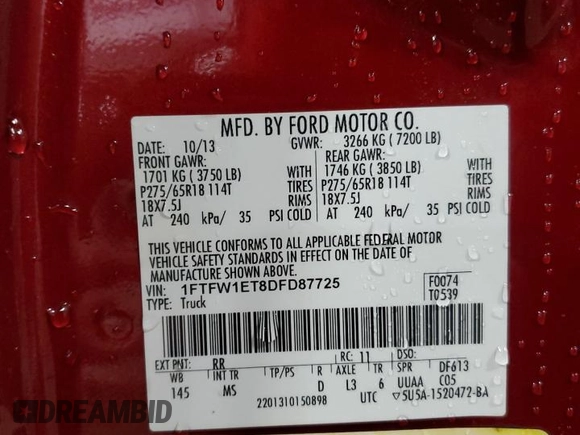 MFD. BY FORD MOTOR CO.
DATE: 10/13 GVWR: 3266 KG ( 7200 LB)
FRONT GAWR: REAR GAWR:
1701 KG ( 3750 LB) WITH 1746 KG ( 3850 LB) WITH
P275/65R18 114T TIRES P275/65R18 114T TIRES
18X7.5J RIMS 18X7.5J RIMS
AT 240 kPa/ 35 PSI COLD AT 240 kPa/ 35 PSI COLD
THIS VEHICLE CONFORMS TO ALL APPLICABLE FEDERAL MOTOR
VEHICLE SAFETY STANDARDS IN EFFECT ON THE DATE OF
MANUFACTURE SHOWN ABOVE.
VIN: 1FTFW1ET8DFD87725 F0074
TYPE: Truck T0539
EXT PNT: RR RC: 11 DSO:
WB INT TR TP/PS R AXLE TR SPR DF613
145 MS D L3 6 UUAA C05
2201310150898 UTC ▽5U5A-1520472-BA
DREAMBID